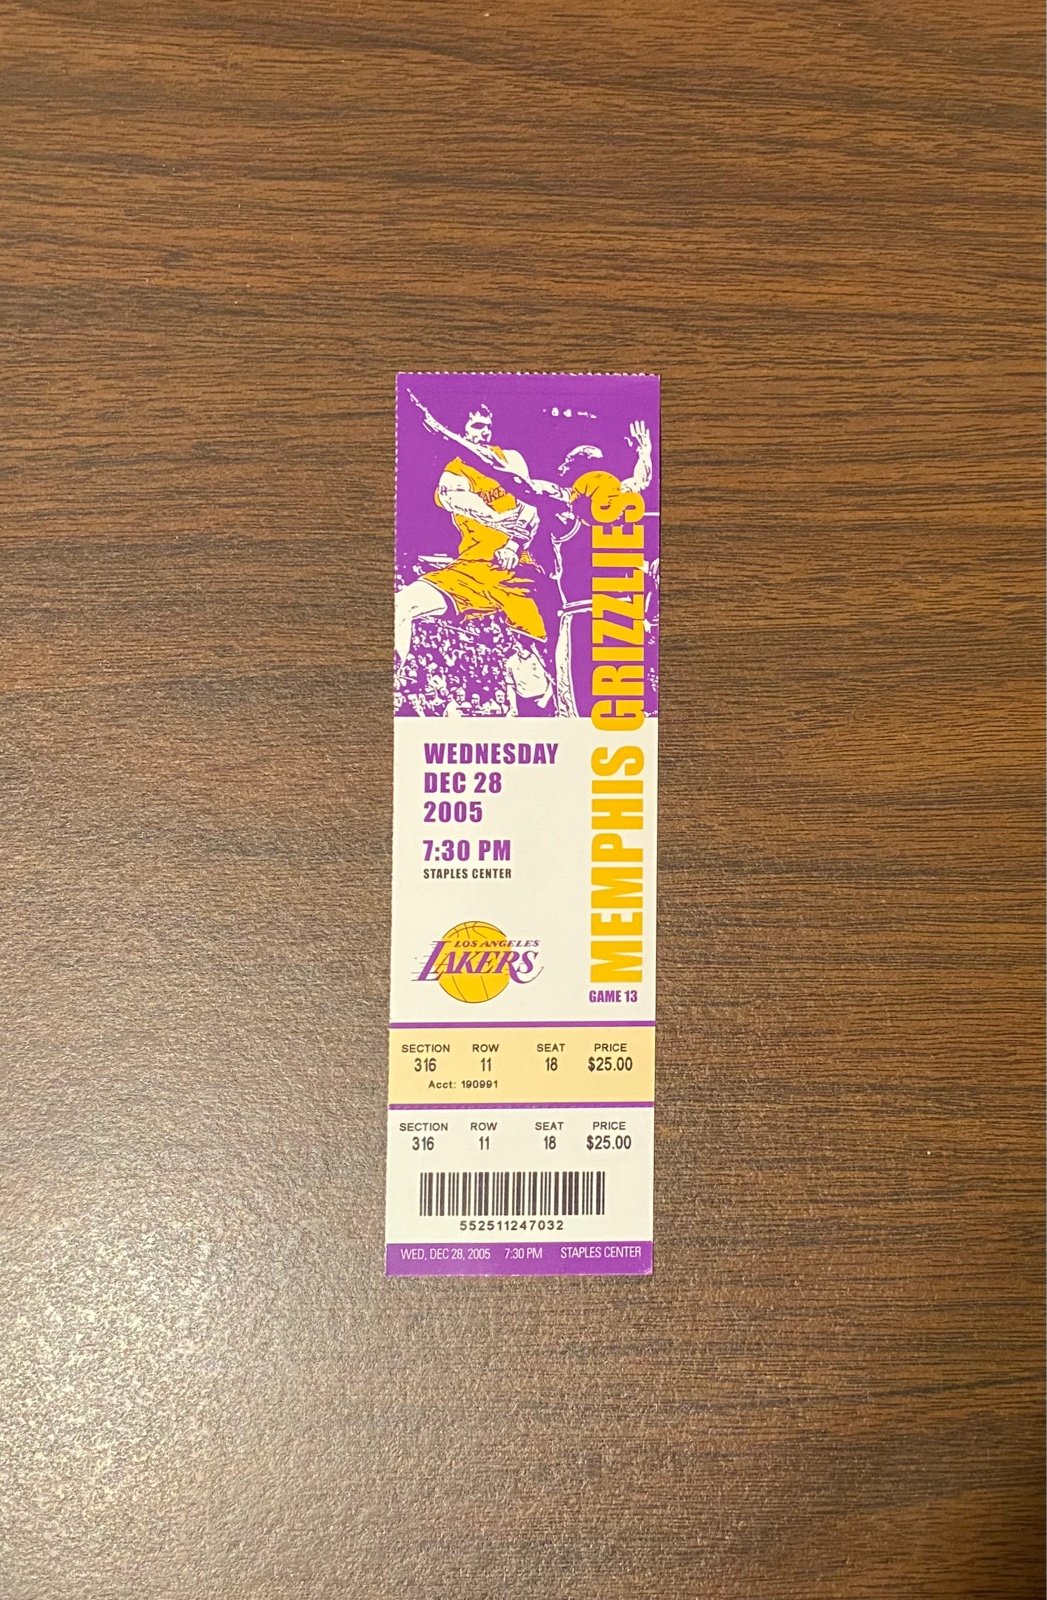 WEDNESDAY
DEC 28
2005
7:30 PM
STAPLES CENTER
MEMPHIS GRIZZLIES
LOS ANGELES
LAKERS
GAME 13
SECTION ROW SEAT PRICE
316 11 18 $25.00
Acct: 190991
SECTION ROW SEAT PRICE
316 11 18 $25.00
552511247032
WED, DEC 28, 2005 7:30 PM STAPLES CENTER